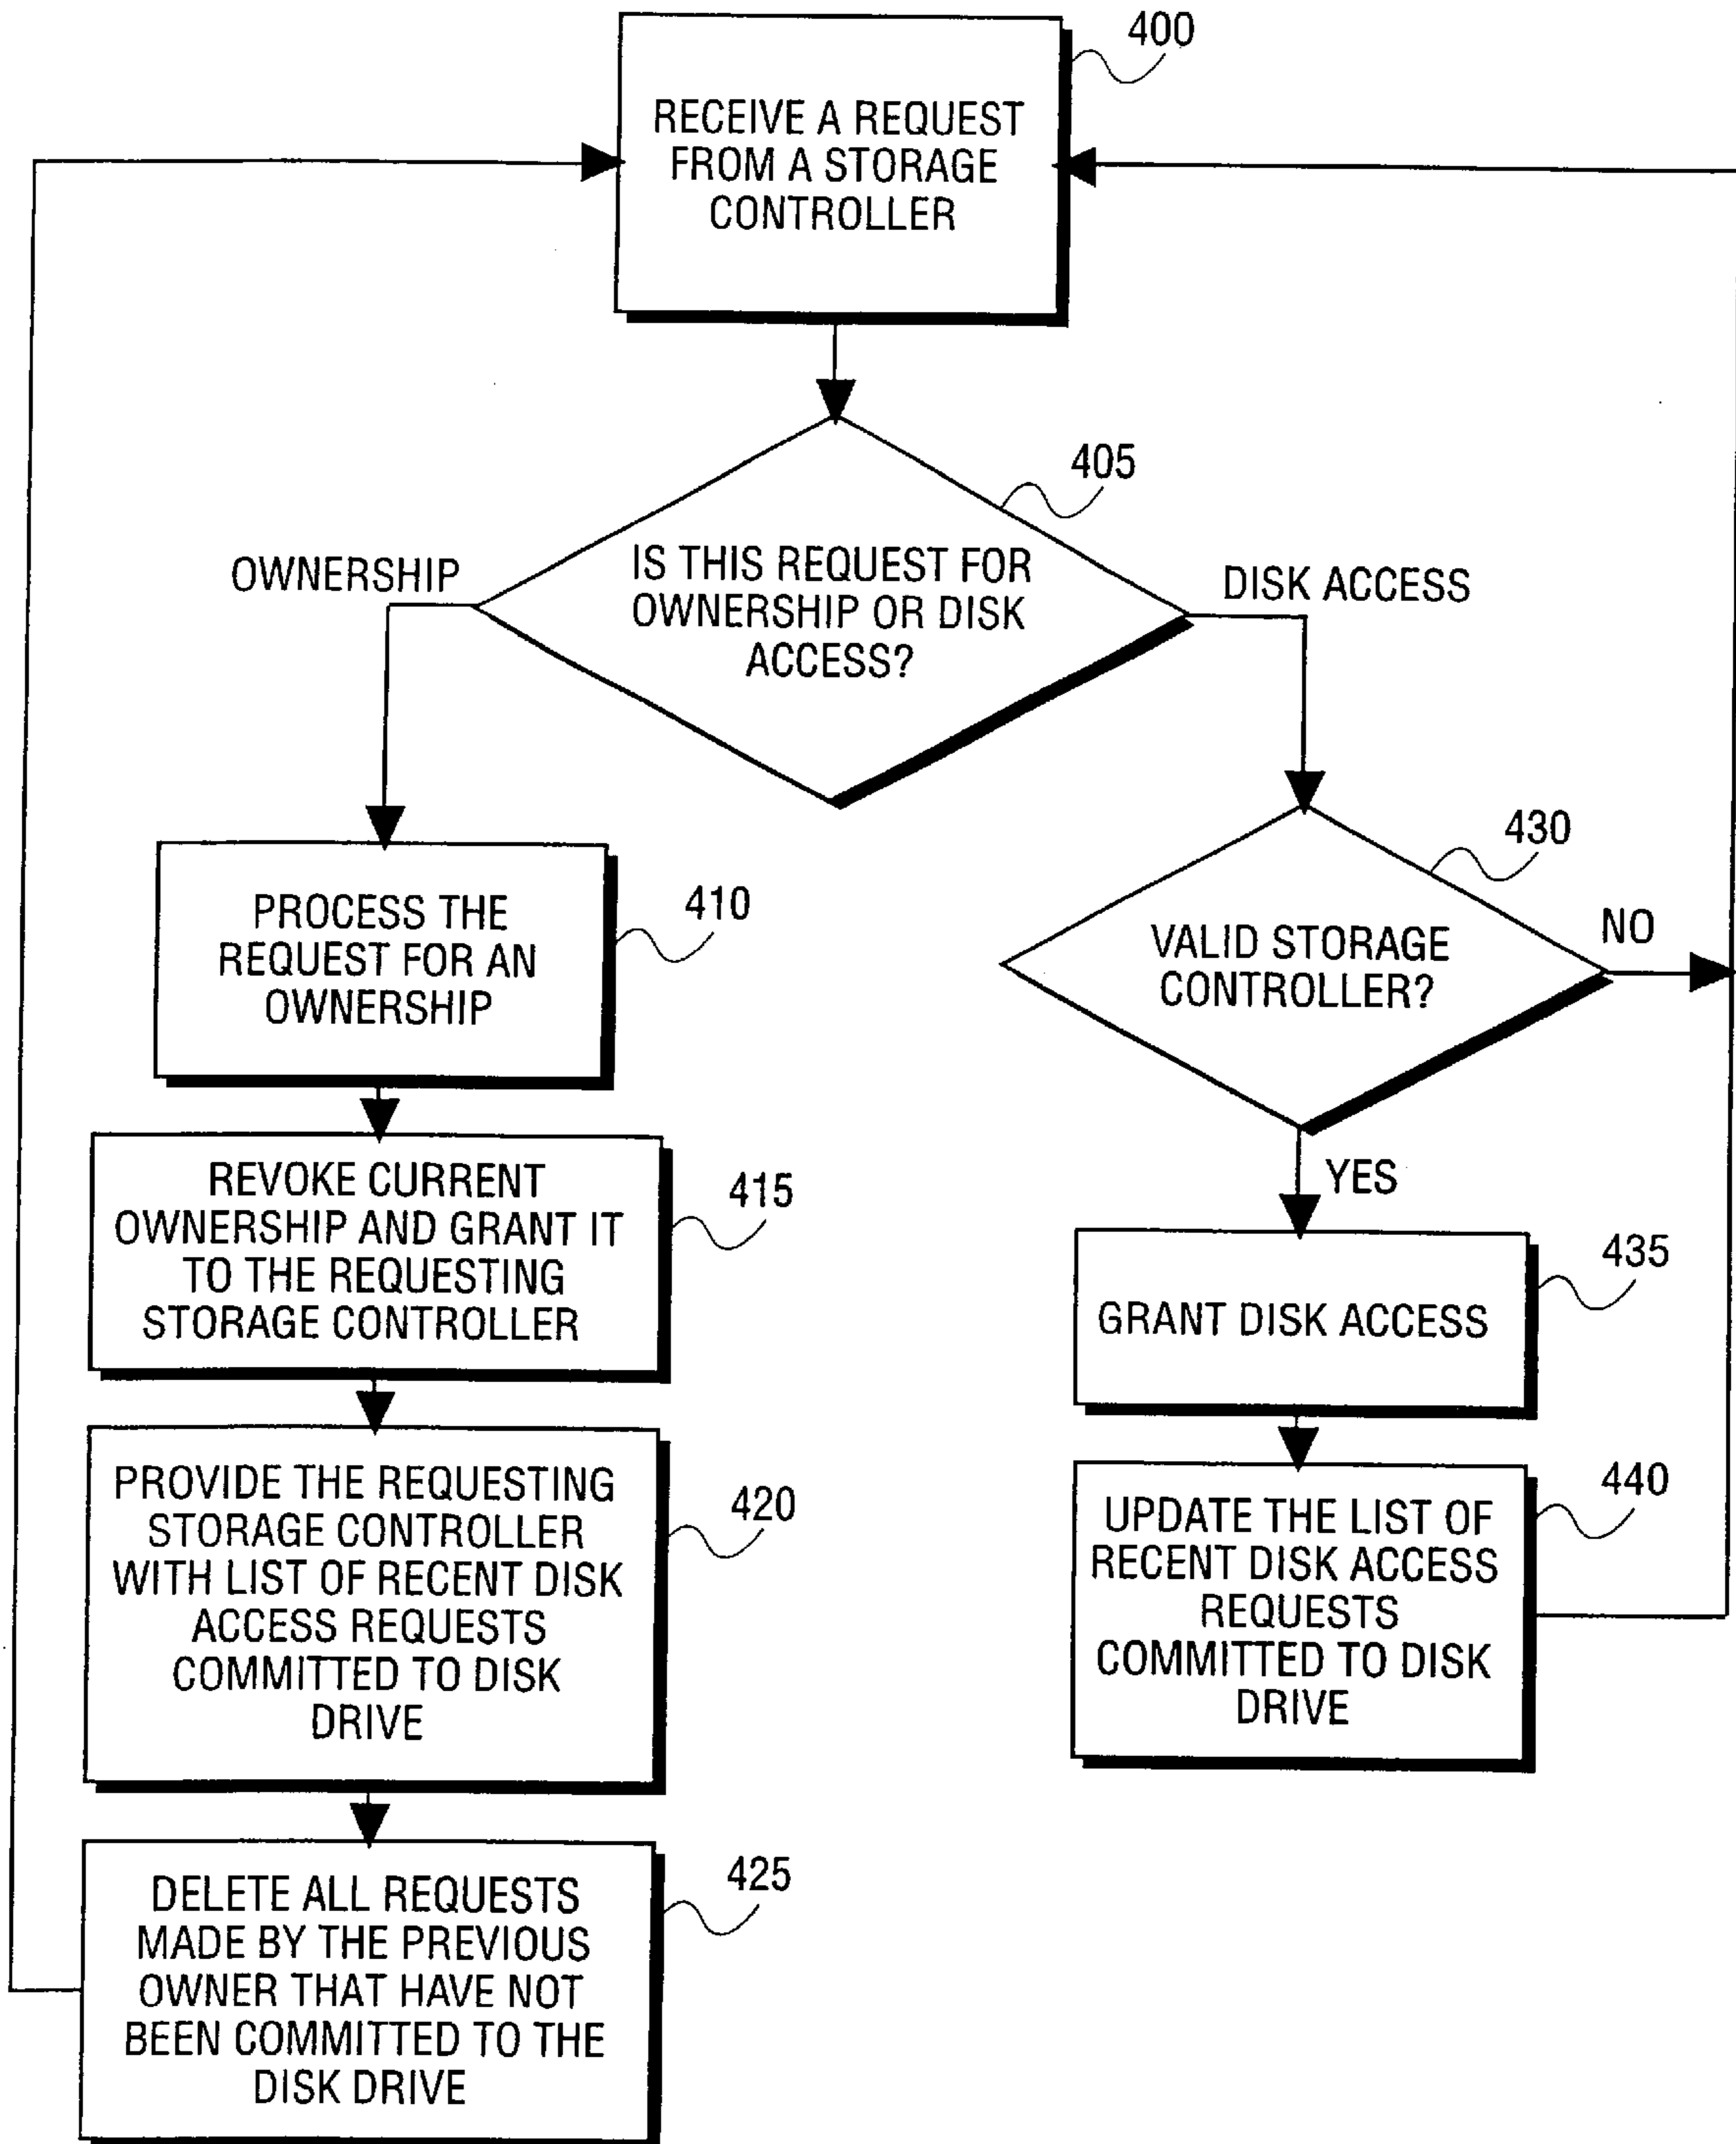 400
RECEIVE A REQUEST
FROM A STORAGE
CONTROLLER
405
IS THIS REQUEST FOR
OWNERSHIP OR DISK
ACCESS?
OWNERSHIP
DISK ACCESS
410
PROCESS THE
REQUEST FOR AN
OWNERSHIP
430
VALID STORAGE
CONTROLLER?
NO
YES
415
REVOKE CURRENT
OWNERSHIP AND GRANT IT
TO THE REQUESTING
STORAGE CONTROLLER
435
GRANT DISK ACCESS
420
PROVIDE THE REQUESTING
STORAGE CONTROLLER
WITH LIST OF RECENT DISK
ACCESS REQUESTS
COMMITTED TO DISK
DRIVE
440
UPDATE THE LIST OF
RECENT DISK ACCESS
REQUESTS
COMMITTED TO DISK
DRIVE
425
DELETE ALL REQUESTS
MADE BY THE PREVIOUS
OWNER THAT HAVE NOT
BEEN COMMITTED TO THE
DISK DRIVE